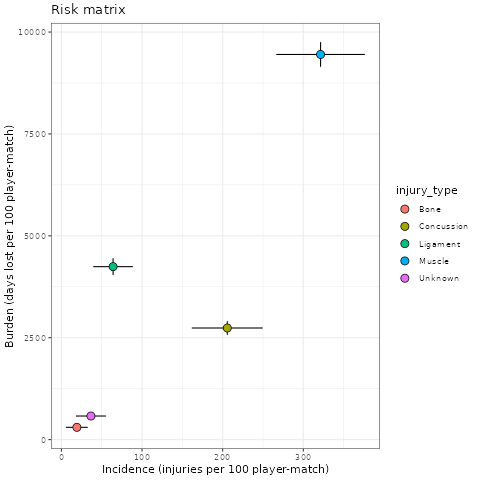 Risk matrix
10000
7500
5000
2500
0
Burden (days lost per 100 player-match)
0 100 200 300
Incidence (injuries per 100 player-match)
injury_type
Bone
Concussion
Ligament
Muscle
Unknown